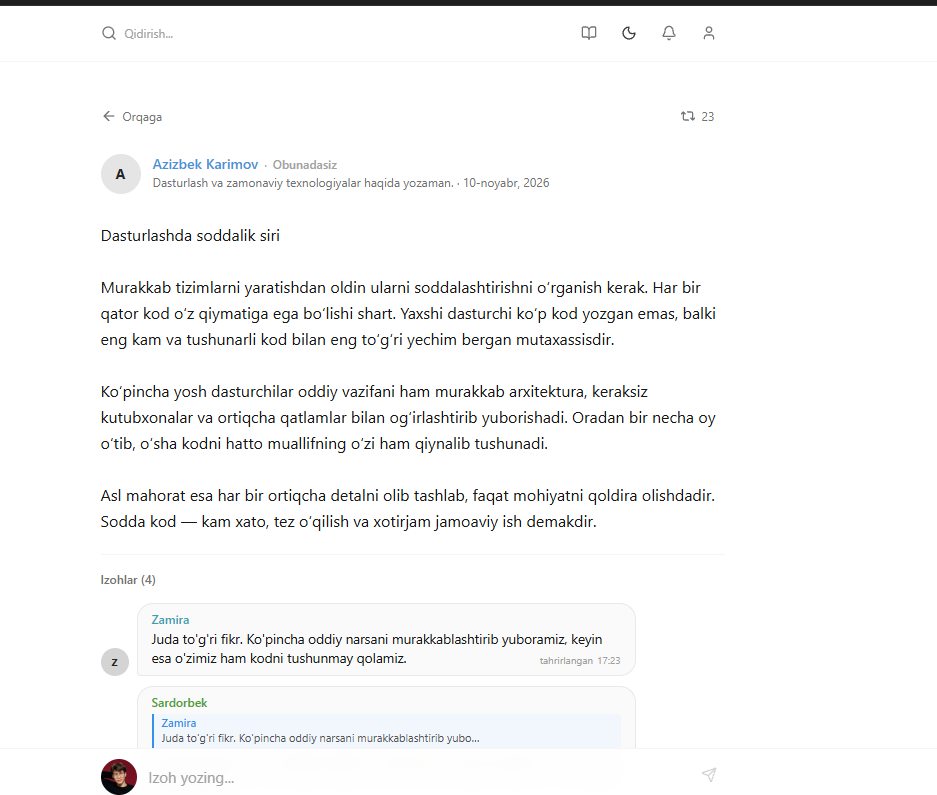 Qidirish...
Orqaga
23
A
Azizbek Karimov · Obunadasiz
Dasturlash va zamonaviy texnologiyalar haqida yozaman. · 10-noyabr, 2026
Dasturlashda soddalik siri
Murakkab tizimlarni yaratishdan oldin ularni soddalashtirishni oʻrganish kerak. Har bir
qator kod oʻz qiymatiga ega boʻlishi shart. Yaxshi dasturchi koʻp kod yozgan emas, balki
eng kam va tushunarli kod bilan eng toʻgʻri yechim bergan mutaxassisdir.
Koʻpincha yosh dasturchilar oddiy vazifani ham murakkab arxitektura, keraksiz
kutubxonalar va ortiqcha qatlamlar bilan ogʻirlashtirib yuborishadi. Oradan bir necha oy
oʻtib, oʻsha kodni hatto muallifning oʻzi ham qiynalib tushunadi.
Asl mahorat esa har bir ortiqcha detalni olib tashlab, faqat mohiyatni qoldira olishdadir.
Sodda kod — kam xato, tez oʻqilish va xotirjam jamoaviy ish demakdir.
Izohlar (4)
Zamira
Juda to'g'ri fikr. Ko'pincha oddiy narsani murakkablashtirib yuboramiz, keyin
esa o'zimiz ham kodni tushunmay qolamiz.
tahrirlangan 17:23
z
Sardorbek
Zamira
Juda to'g'ri fikr. Ko'pincha oddiy narsani murakkablashtirib yubo...
Izoh yozing...